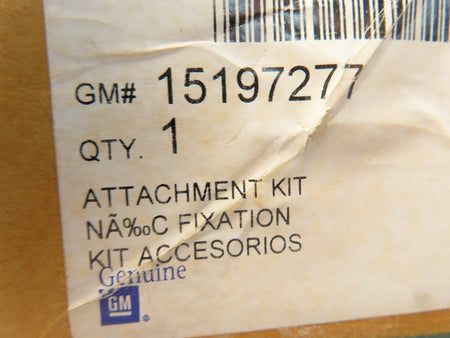 GM# 15197277
QTY. 1
ATTACHMENT KIT
NÃ‰C FIXATION
KIT ACCESORIOS
Genuine
GM
®